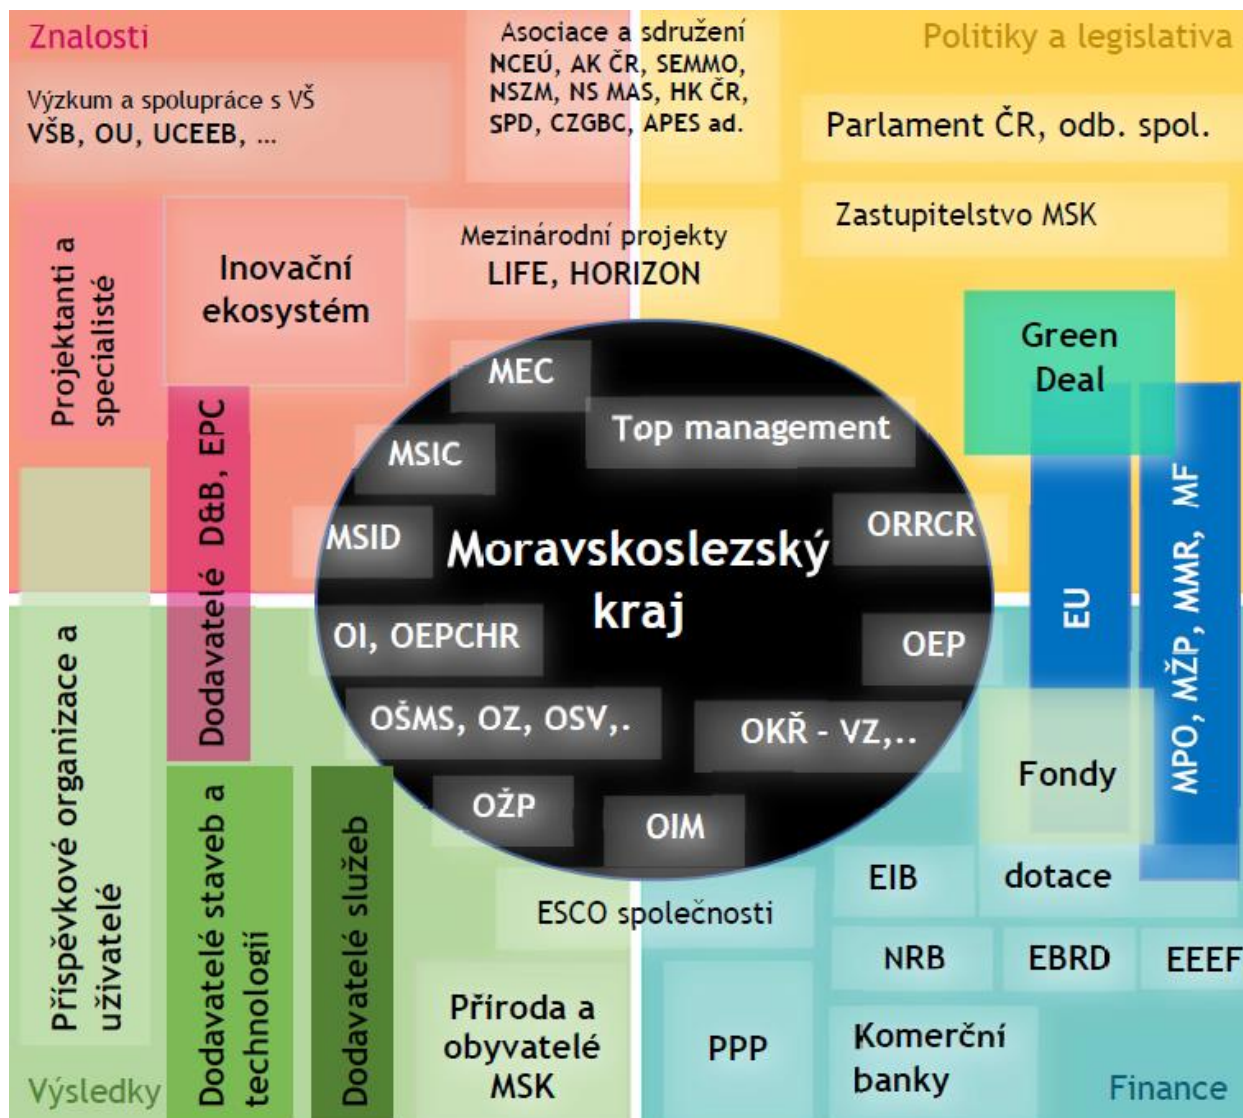 Znalosti
Výzkum a spolupráce s VŠ
VŠB, OU, UCEEB, ...
Asociace a sdružení
NCEÚ, AK ČR, SEMMO,
NSZM, NS MAS, HK ČR,
SPD, CZGBC, APES ad.
Politiky a legislativa
Parlament ČR, odb. spol.
Zastupitelstvo MSK
Projektanti a
specialisté
Inovační
ekosystém
Mezinárodní projekty
LIFE, HORIZON
Green
Deal
MEC
Top management
MSIC
MSID
ORRCR
Moravskoslezský
kraj
OI, OEPCHR
OEP
OŠMS, OZ, OSV,.
OKŘ - VZ,..
OŽP
OIM
Dodavatelé D&B, EPC
EU
MPO, MŽP, MMR, MF
Příspěvkové organizace a
uživatelé
Dodavatelé staveb a
technologií
Dodavatelé služeb
Fondy
EIB
dotace
ESCO společnosti
NRB
EBRD
EEEF
Příroda a
obyvatelé
MSK
PPP
Komerční
banky
Výsledky
Finance